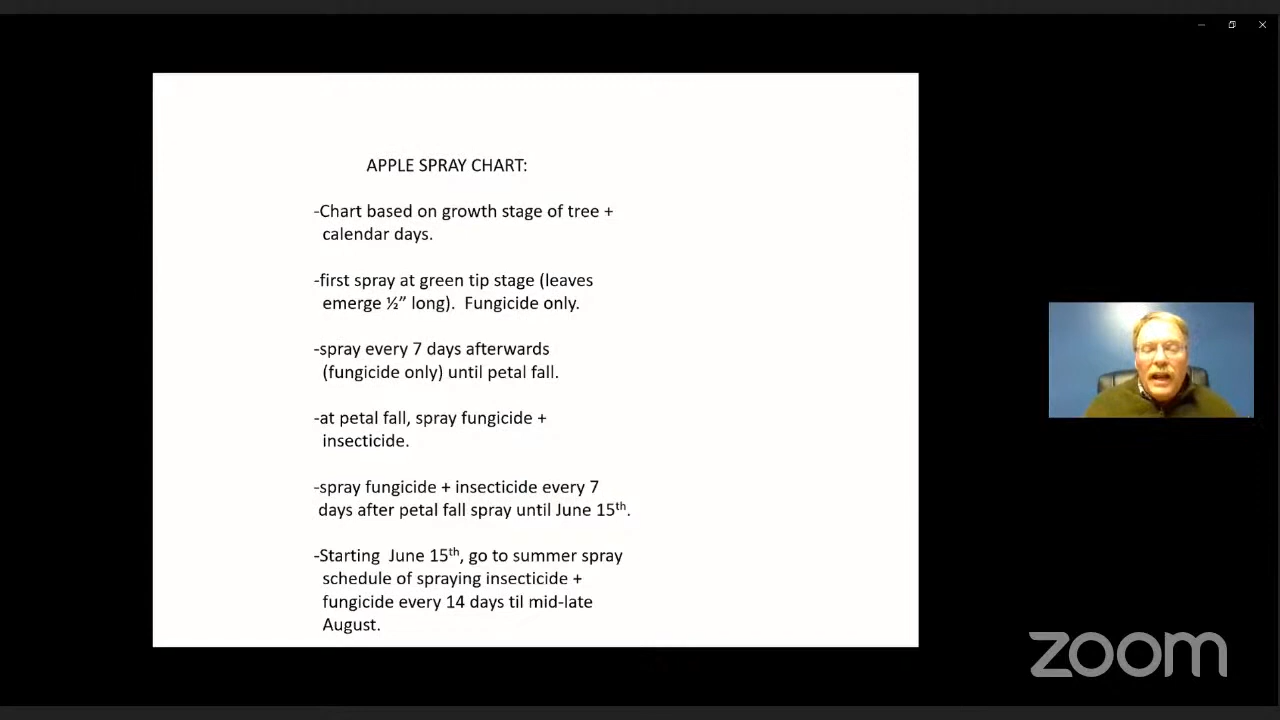 APPLE SPRAY CHART:
-Chart based on growth stage of tree +
calendar days.
-first spray at green tip stage (leaves
emerge ½” long). Fungicide only.
-spray every 7 days afterwards
(fungicide only) until petal fall.
-at petal fall, spray fungicide +
insecticide.
-spray fungicide + insecticide every 7
days after petal fall spray until June 15th.
-Starting June 15th, go to summer spray
schedule of spraying insecticide +
fungicide every 14 days til mid-late
August.
zoom